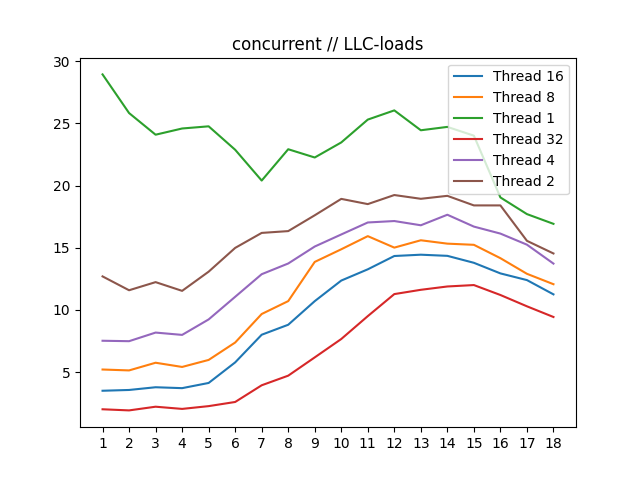 concurrent // LLC-loads
30
25
20
15
10
5
Thread 16
Thread 8
Thread 1
Thread 32
Thread 4
Thread 2
1 2 3 4 5 6 7 8 9 10 11 12 13 14 15 16 17 18